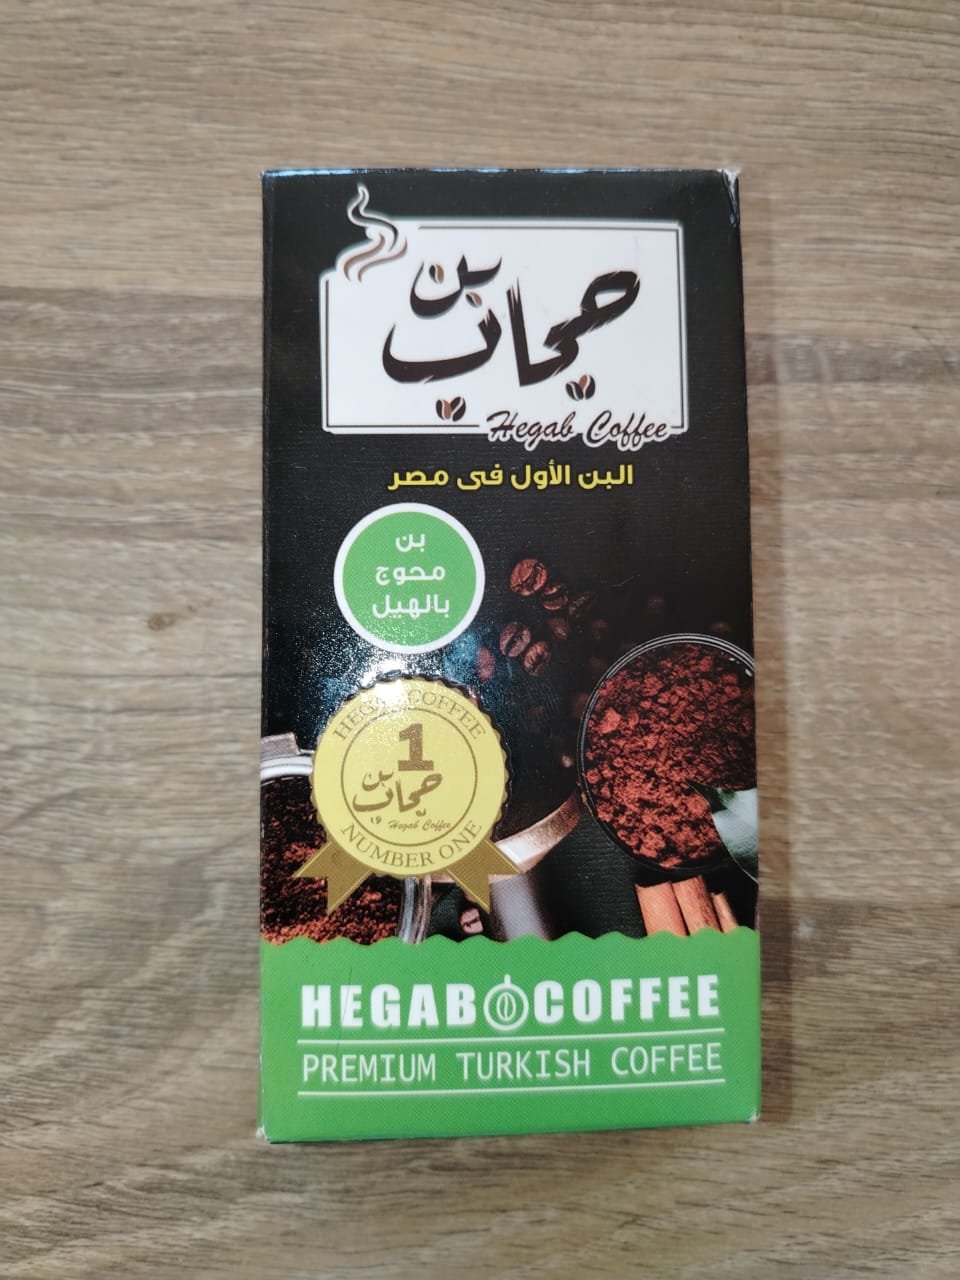 بن
حجاب
Hegab Coffee
البن الأول فى مصر
بن
محوج
بالهيل
HEGAB COFFEE
1
بن
حجاب
Hegab Coffee
NUMBER ONE
HEGAB COFFEE
PREMIUM TURKISH COFFEE